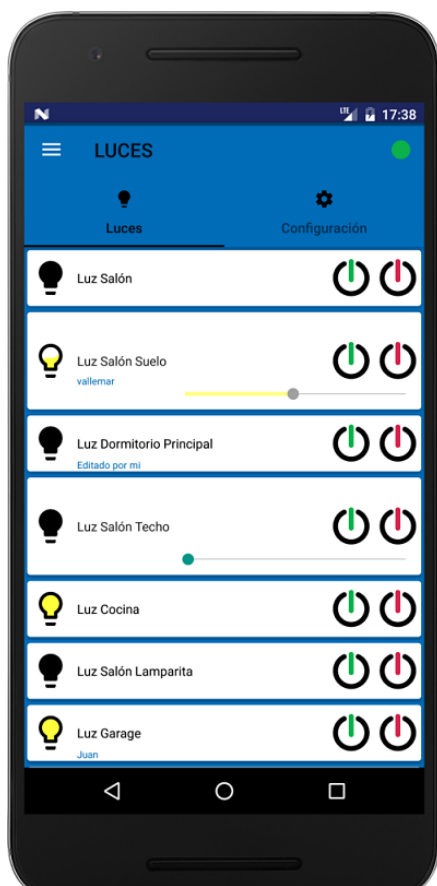 LTE 17:38
LUCES
Luces Configuración
Luz Salón
Luz Salón Suelo
vallemar
Luz Dormitorio Principal
Editado por mi
Luz Salón Techo
Luz Cocina
Luz Salón Lamparita
Luz Garage
Juan